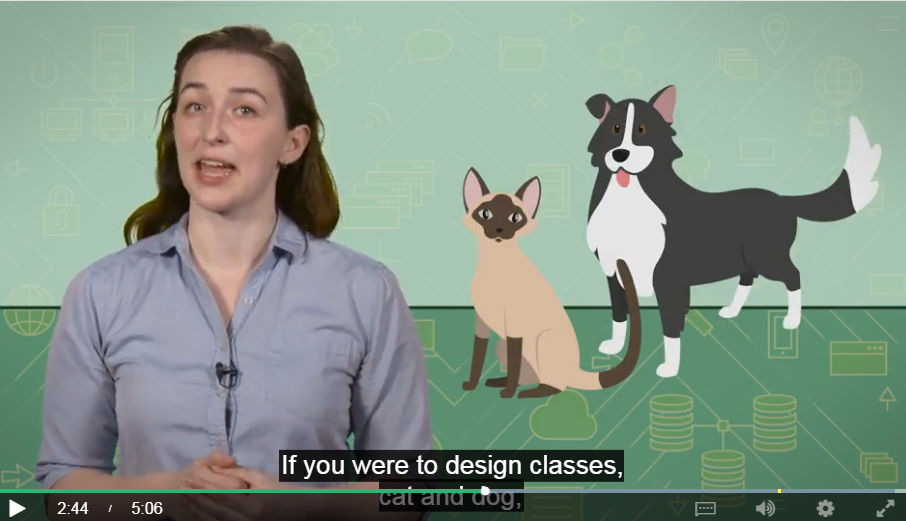 If you were to design classes,
cat and dog,
2:44 / 5:06